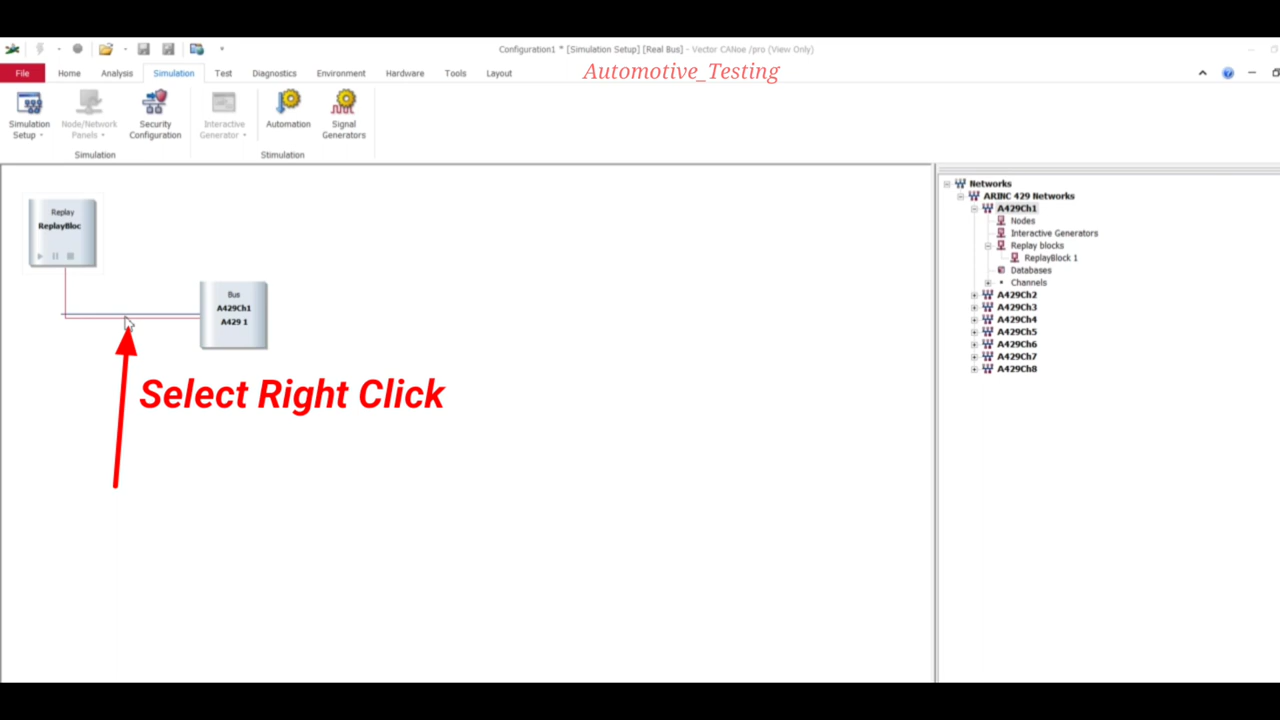 Configuration1 * [Simulation Setup] [Real Bus] - Vector CANoe /pro (View Only)
File Home Analysis Simulation Test Diagnostics Environment Hardware Tools Layout
Automotive_Testing
Simulation
Setup
Node/Network
Panels
Security
Configuration
Interactive
Generator
Automation
Signal
Generators
Simulation
Stimulation
Replay
ReplayBloc
Bus
A429Ch1
A429 1
Select Right Click
Networks
ARINC 429 Networks
A429Ch1
Nodes
Interactive Generators
Replay blocks
ReplayBlock 1
Databases
Channels
A429Ch2
A429Ch3
A429Ch4
A429Ch5
A429Ch6
A429Ch7
A429Ch8